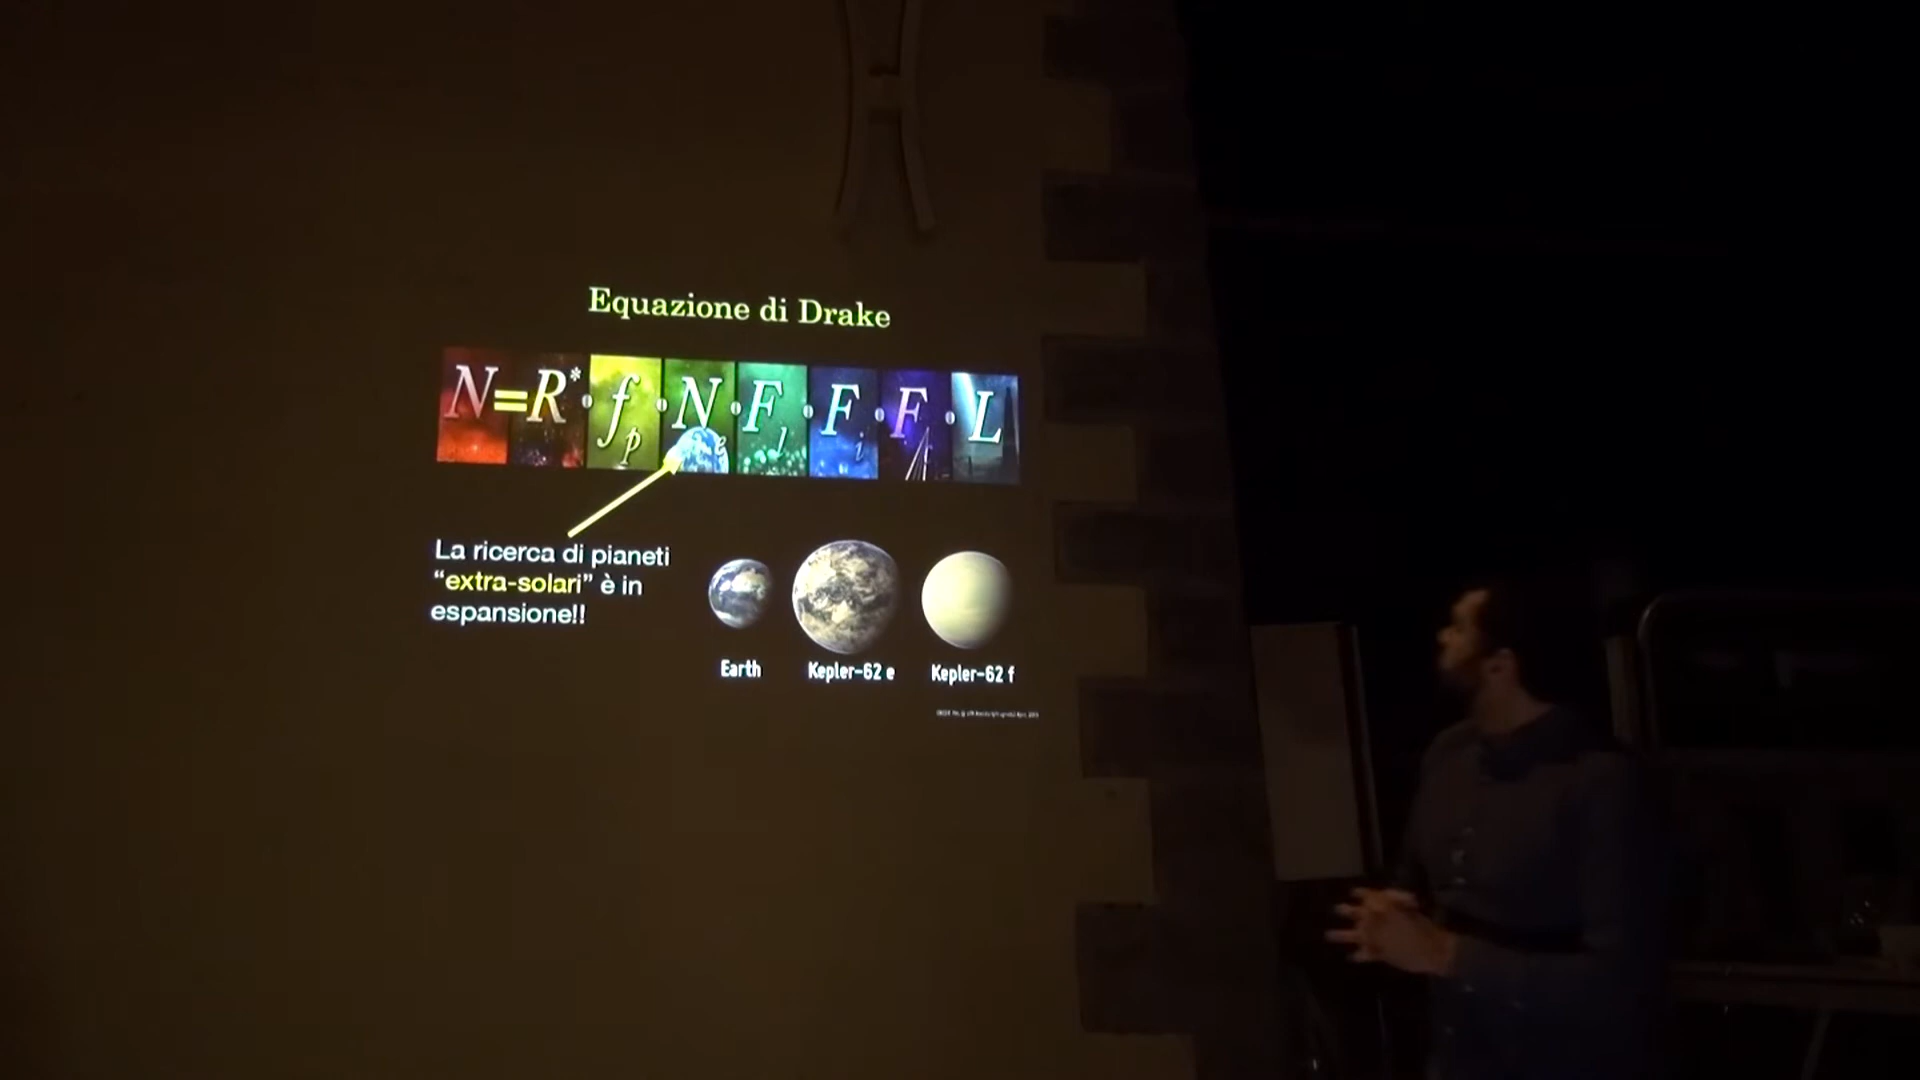 Equazione di Drake
N=R*·fp·Ne·Fl·Fi·Ff·L
La ricerca di pianeti
“extra-solari” è in
espansione!!
Earth Kepler-62 e Kepler-62 f